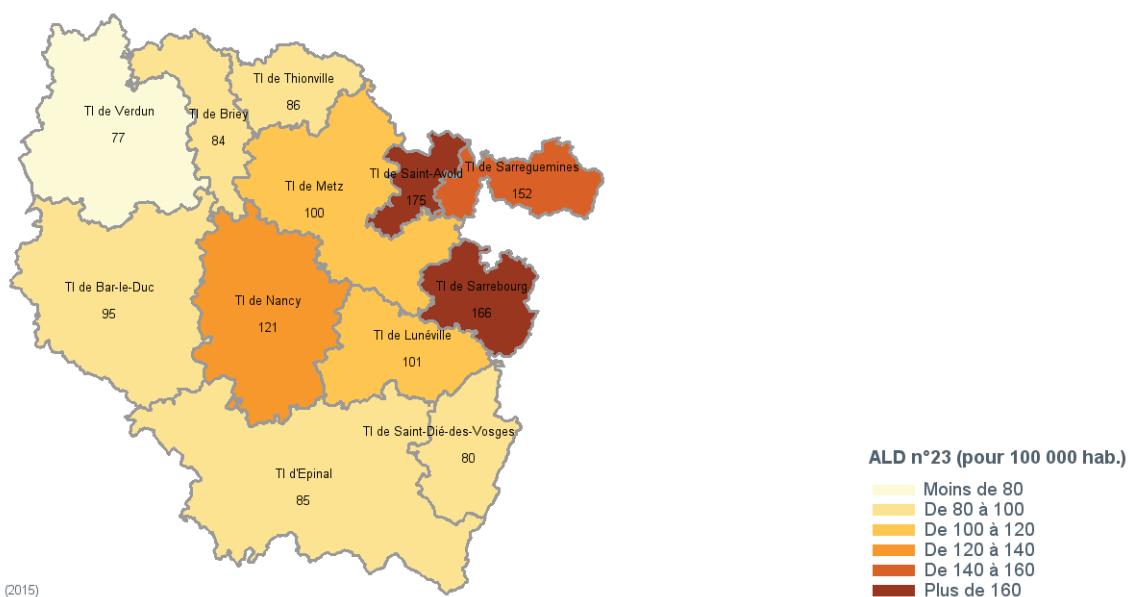 TI de Thionville
86
TI de Verdun
77
TI de Briey
84
TI de Saint-Avold
175
TI de Sarreguemines
152
TI de Metz
100
TI de Bar-le-Duc
95
TI de Nancy
121
TI de Sarrebourg
166
TI de Lunéville
101
TI de Saint-Dié-des-Vosges
80
TI d'Epinal
85
ALD n°23 (pour 100 000 hab.)
Moins de 80
De 80 à 100
De 100 à 120
De 120 à 140
De 140 à 160
Plus de 160
(2015)